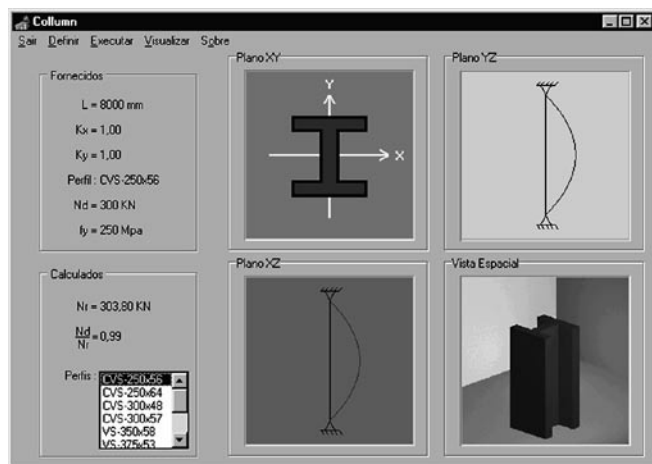 Collumn
Sair Definir Executar Visualizar Sobre
Fornecidos
L = 8000 mm
Kx = 1,00
Ky = 1,00
Perfil : CVS-250x56
Nd = 300 KN
fy = 250 Mpa
Plano XY
Y
X
Plano YZ
Calculados
Nr = 303,80 KN
Nd
Nr
=0,99
Perfis :
CVS-250x56
CVS-250x64
CVS-300x48
CVS-300x57
VS-350x58
VS-375x53
Plano XZ
Vista Espacial